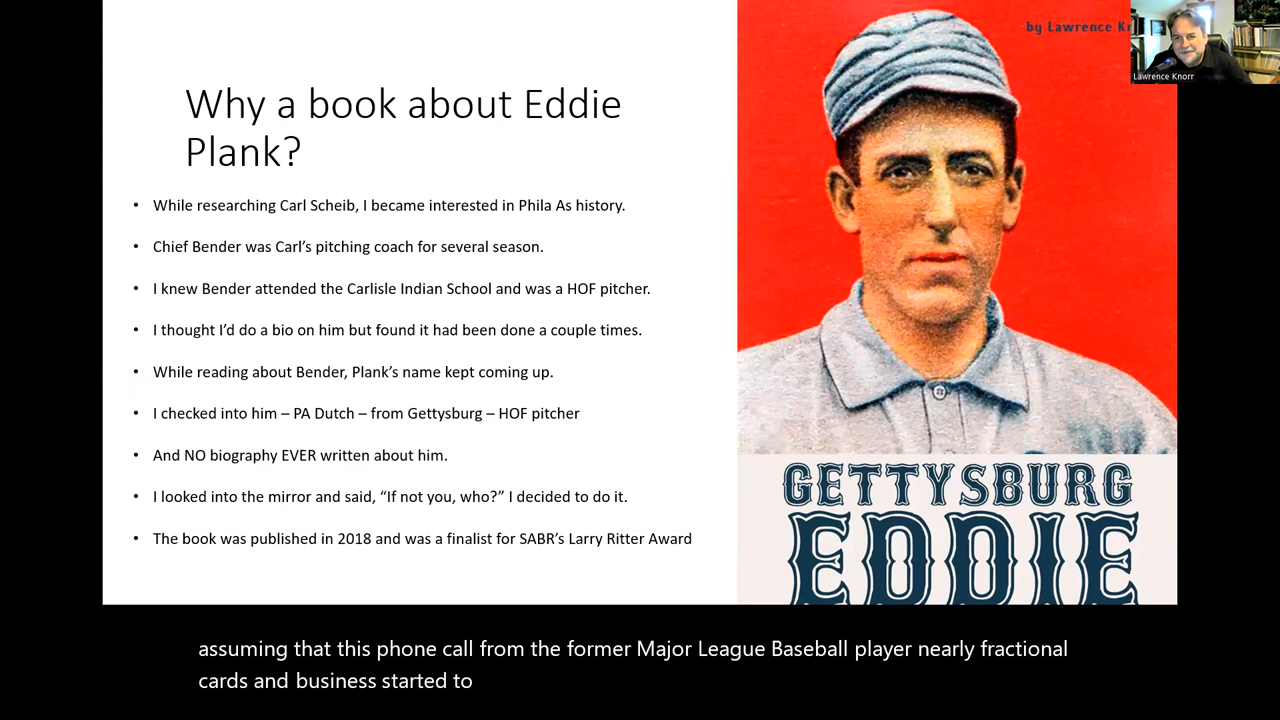 Why a book about Eddie
Plank?
• While researching Carl Scheib, I became interested in Phila As history.
• Chief Bender was Carl’s pitching coach for several season.
• I knew Bender attended the Carlisle Indian School and was a HOF pitcher.
• I thought I’d do a bio on him but found it had been done a couple times.
• While reading about Bender, Plank’s name kept coming up.
• I checked into him – PA Dutch – from Gettysburg – HOF pitcher
• And NO biography EVER written about him.
• I looked into the mirror and said, “If not you, who?” I decided to do it.
• The book was published in 2018 and was a finalist for SABR’s Larry Ritter Award
by Lawrence
Lawrence Knorr
GETTYSBURG
EDDIE
assuming that this phone call from the former Major League Baseball player nearly fractional
cards and business started to